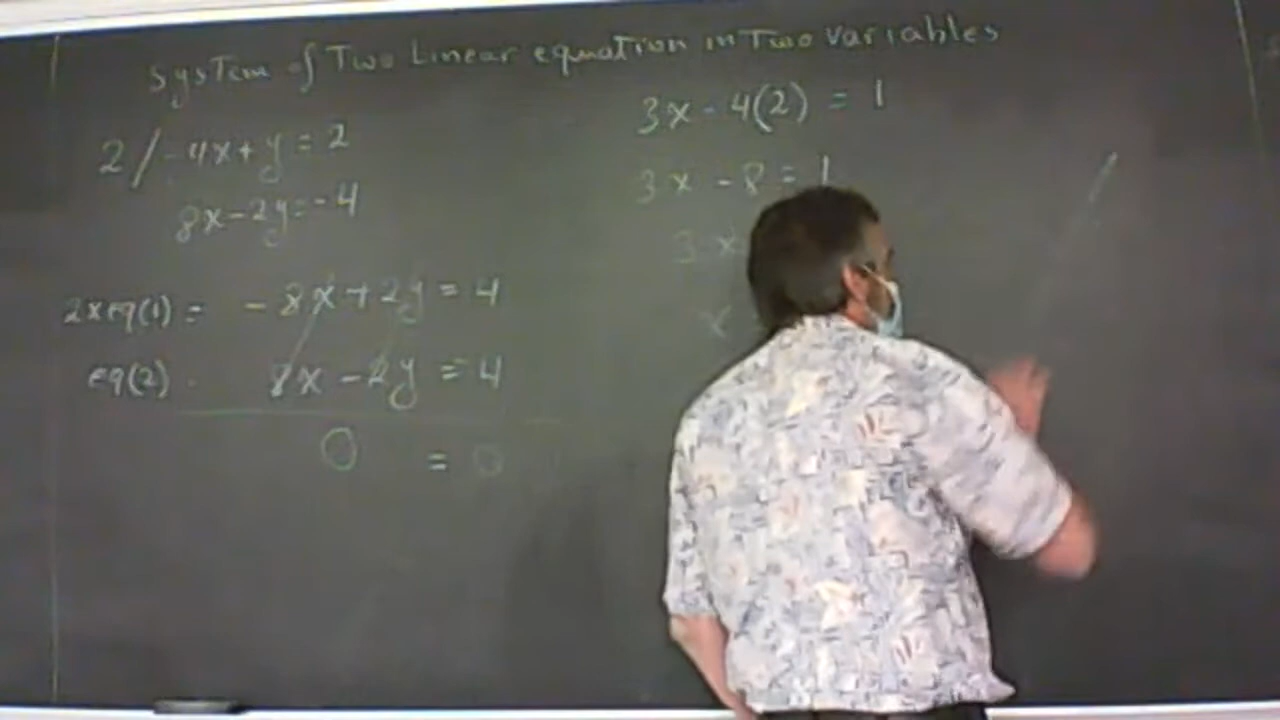 System of Two Linear equation in Two variables
2/ -4x+y=2
8x-2y=-4
2xeq(1) = -8x+2y = 4
eq(2) 8x-2y = 4
0 = 0
3x-4(2) = 1
3x-8=1
3x
x